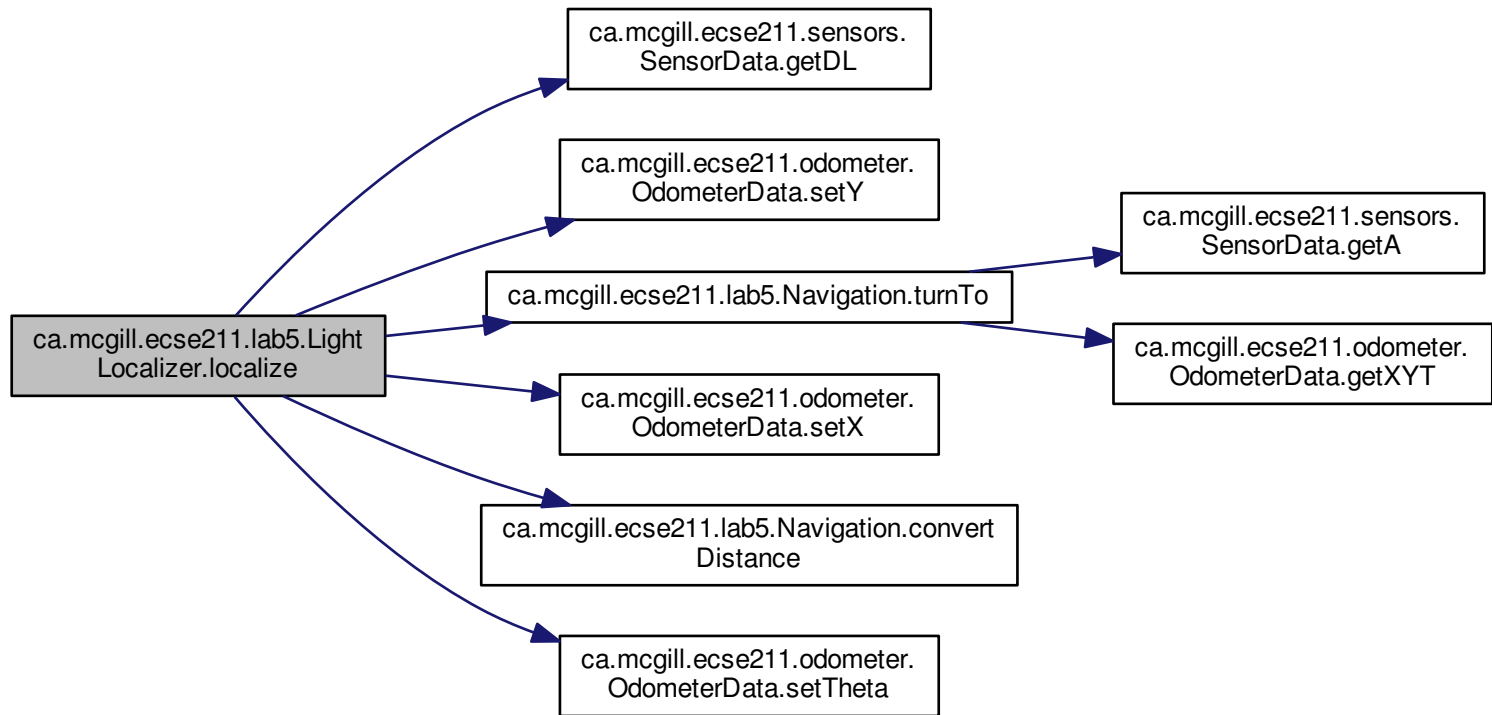 ca.mcgill.ecse211.lab5.Light
Localizer.localize
ca.mcgill.ecse211.sensors.
SensorData.getDL
ca.mcgill.ecse211.odometer.
OdometerData.setY
ca.mcgill.ecse211.lab5.Navigation.turnTo
ca.mcgill.ecse211.sensors.
SensorData.getA
ca.mcgill.ecse211.odometer.
OdometerData.getXYT
ca.mcgill.ecse211.odometer.
OdometerData.setX
ca.mcgill.ecse211.lab5.Navigation.convert
Distance
ca.mcgill.ecse211.odometer.
OdometerData.setTheta